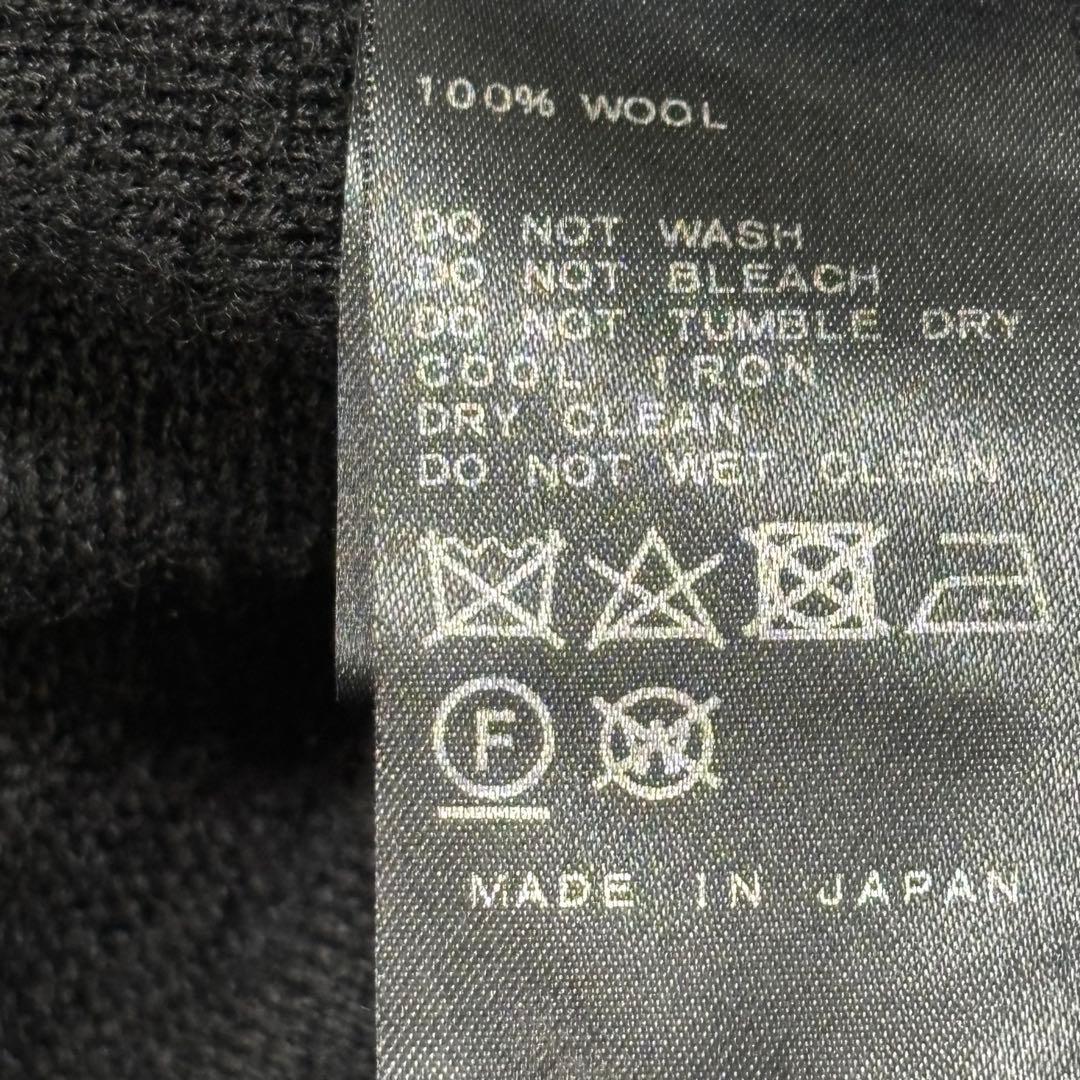 100% WOOL
DO NOT WASH
DO NOT BLEACH
DO NOT TUMBLE DRY
COOL IRON
DRY CLEAN
DO NOT WET CLEAN
F W
MADE IN JAPAN